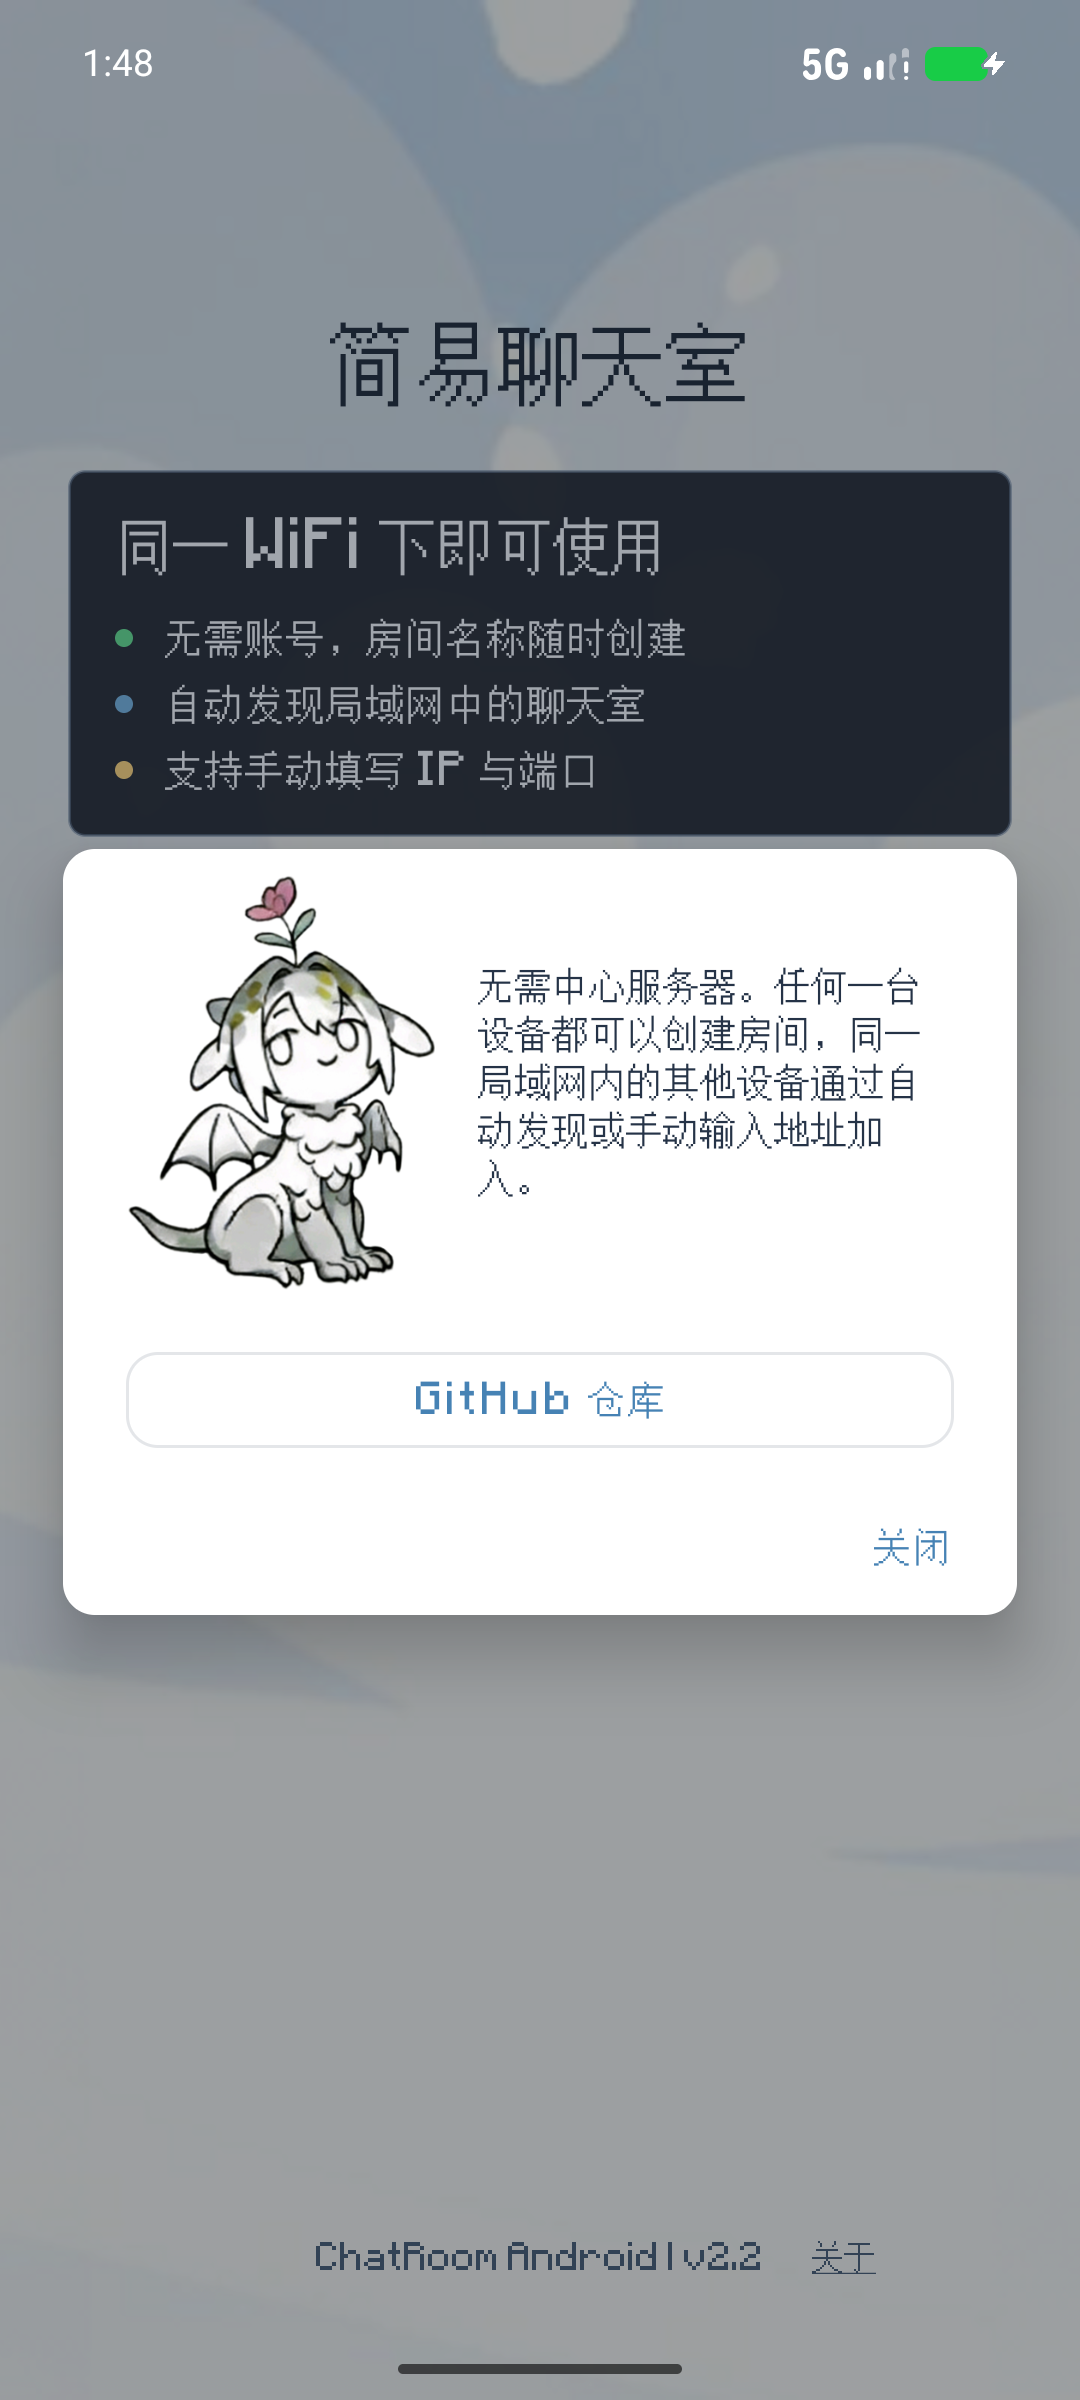 1:48
5G
简易聊天室
同一 WiFi 下即可使用
无需账号，房间名称随时创建
自动发现局域网中的聊天室
支持手动填写 IP 与端口
无需中心服务器。任何一台
设备都可以创建房间，同一
局域网内的其他设备通过自
动发现或手动输入地址加
入。
GitHub 仓库
关闭
ChatRoom Android | v2.2 关于